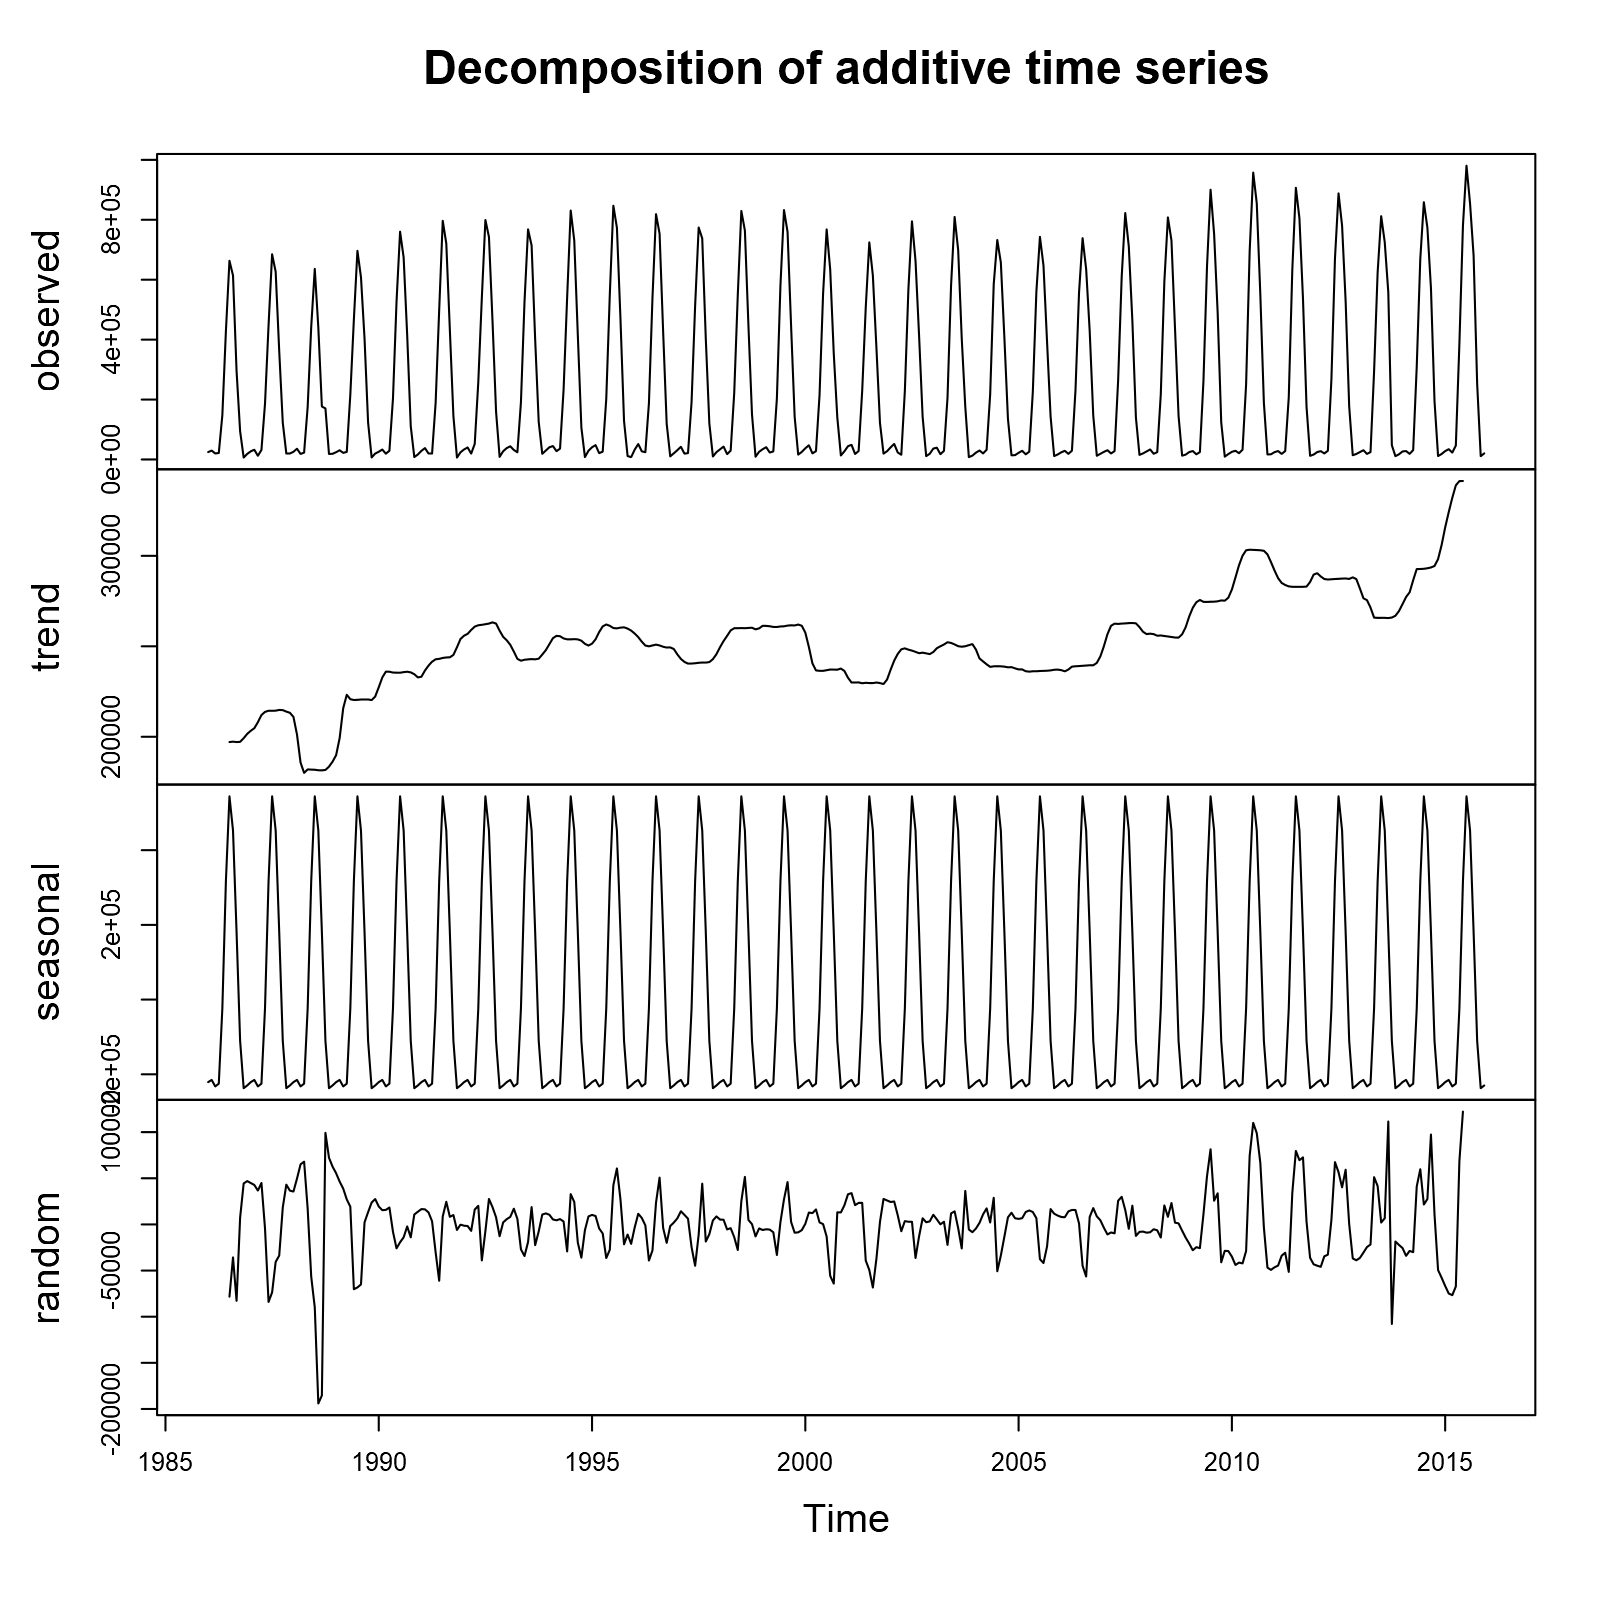 Decomposition of additive time series
observed
0e+00 4e+05 8e+05
trend
200000 300000
seasonal
2e+05
random
-200000 -50000
1985 1990 1995 2000 2005 2010 2015
Time